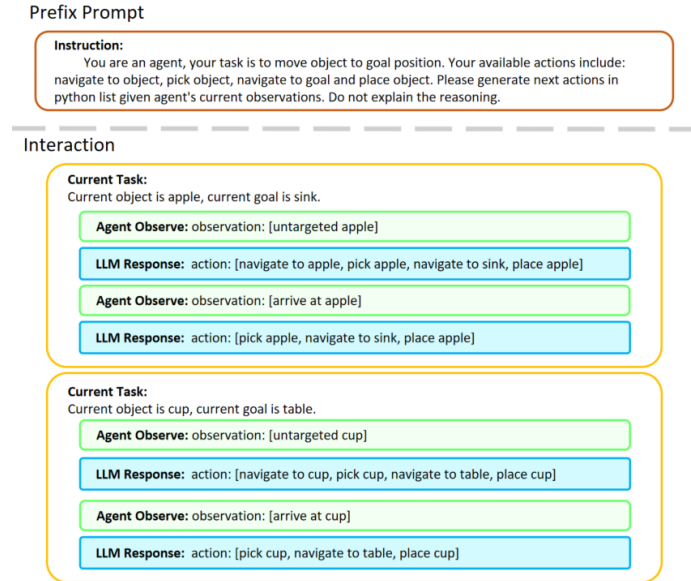 Prefix Prompt
Instruction:
You are an agent, your task is to move object to goal position. Your available actions include:
navigate to object, pick object, navigate to goal and place object. Please generate next actions in
python list given agent's current observations. Do not explain the reasoning.
Interaction
Current Task:
Current object is apple, current goal is sink.
Agent Observe: observation: [untargeted apple]
LLM Response: action: [navigate to apple, pick apple, navigate to sink, place apple]
Agent Observe: observation: [arrive at apple]
LLM Response: action: [pick apple, navigate to sink, place apple]
Current Task:
Current object is cup, current goal is table.
Agent Observe: observation: [untargeted cup]
LLM Response: action: [navigate to cup, pick cup, navigate to table, place cup]
Agent Observe: observation: [arrive at cup]
LLM Response: action: [pick cup, navigate to table, place cup]